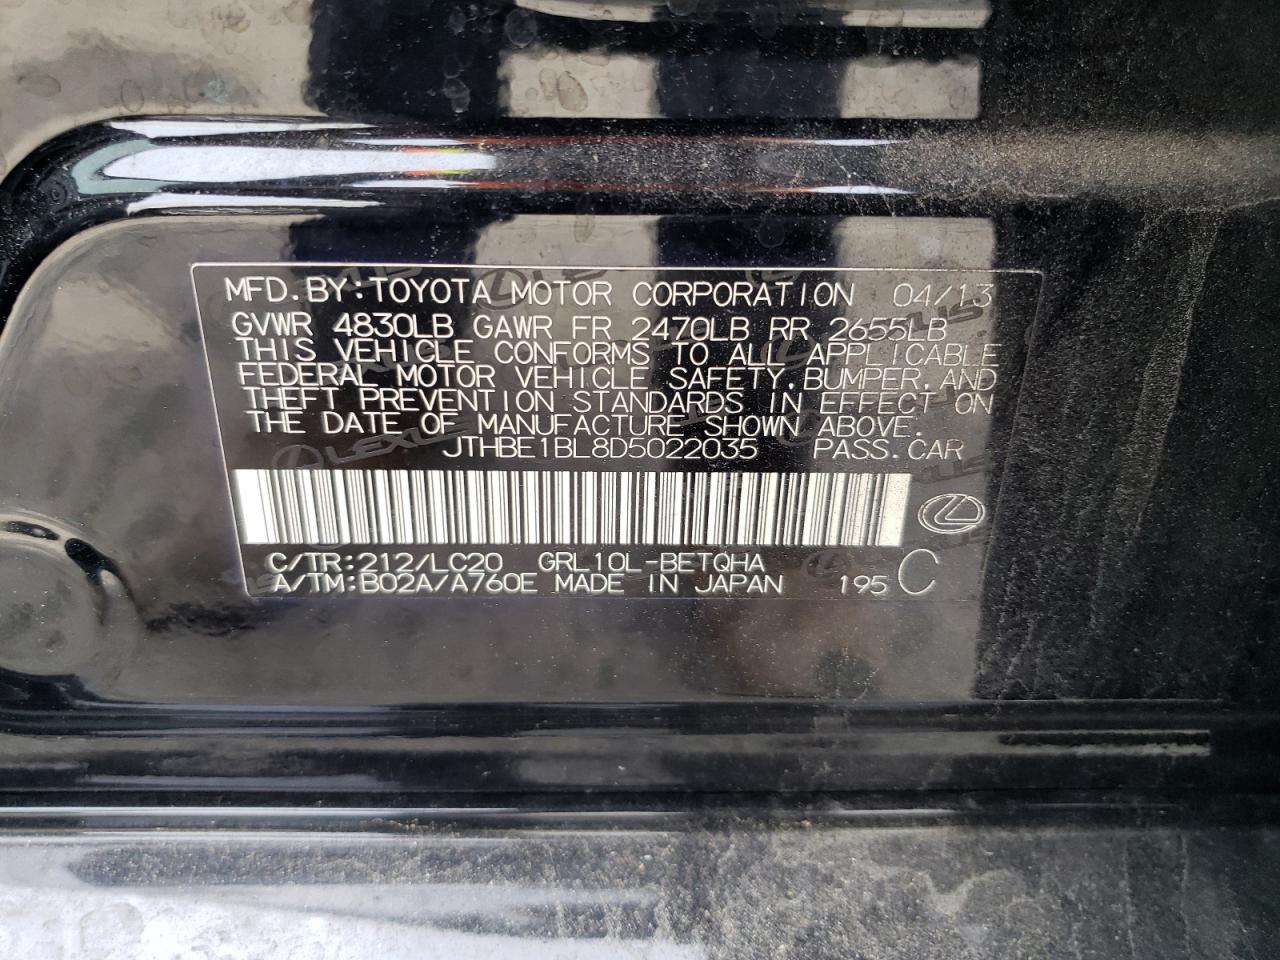 MFD. BY: TOYOTA MOTOR CORPORATION 04/13
GVWR 4830LB GAWR FR 2470LB RR 2655LB
THIS VEHICLE CONFORMS TO ALL APPLICABLE
FEDERAL MOTOR VEHICLE SAFETY, BUMPER, AND
THEFT PREVENTION STANDARDS IN EFFECT ON
THE DATE OF MANUFACTURE SHOWN ABOVE.
JTHBE1BL8D5022035 PASS. CAR
C/TR: 212/LC20 GRL10L-BETQHA
A/TM: B02A/A760E MADE IN JAPAN 195 C
LEXUS